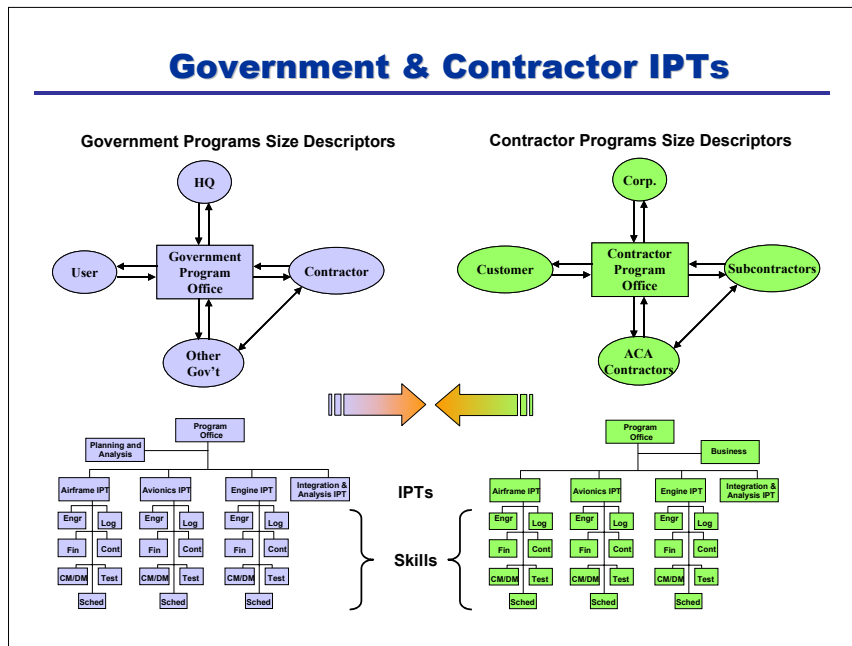 Government & Contractor IPTs
Government Programs Size Descriptors
HQ
User
Government
Program
Office
Contractor
Other
Gov't
Contractor Programs Size Descriptors
Corp.
Customer
Contractor
Program
Office
Subcontractors
ACA
Contractors
Program
Office
Planning and
Analysis
Airframe IPT
Avionics IPT
Engine IPT
Integration &
Analysis IPT
Engr
Log
Engr
Log
Engr
Log
Fin
Cont
Fin
Cont
Fin
Cont
CM/DM
Test
CM/DM
Test
CM/DM
Test
Sched
Sched
Sched
IPTs
Skills
Program
Office
Business
Airframe IPT
Avionics IPT
Engine IPT
Integration &
Analysis IPT
Engr
Log
Engr
Log
Engr
Log
Fin
Cont
Fin
Cont
Fin
Cont
CM/DM
Test
CM/DM
Test
CM/DM
Test
Sched
Sched
Sched